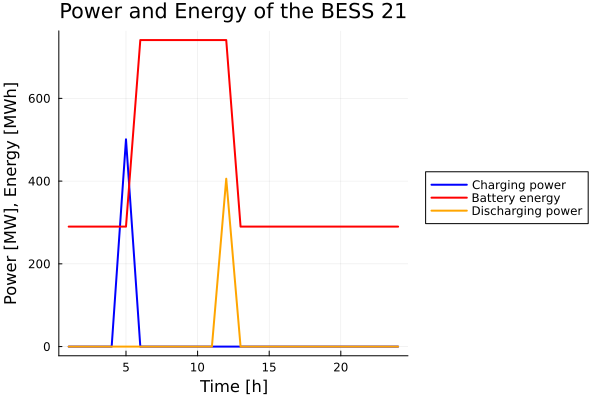 Power and Energy of the BESS 21
Power [MW], Energy [MWh]
600
400
200
0
5
10
15
20
Time [h]
Charging power
Battery energy
Discharging power